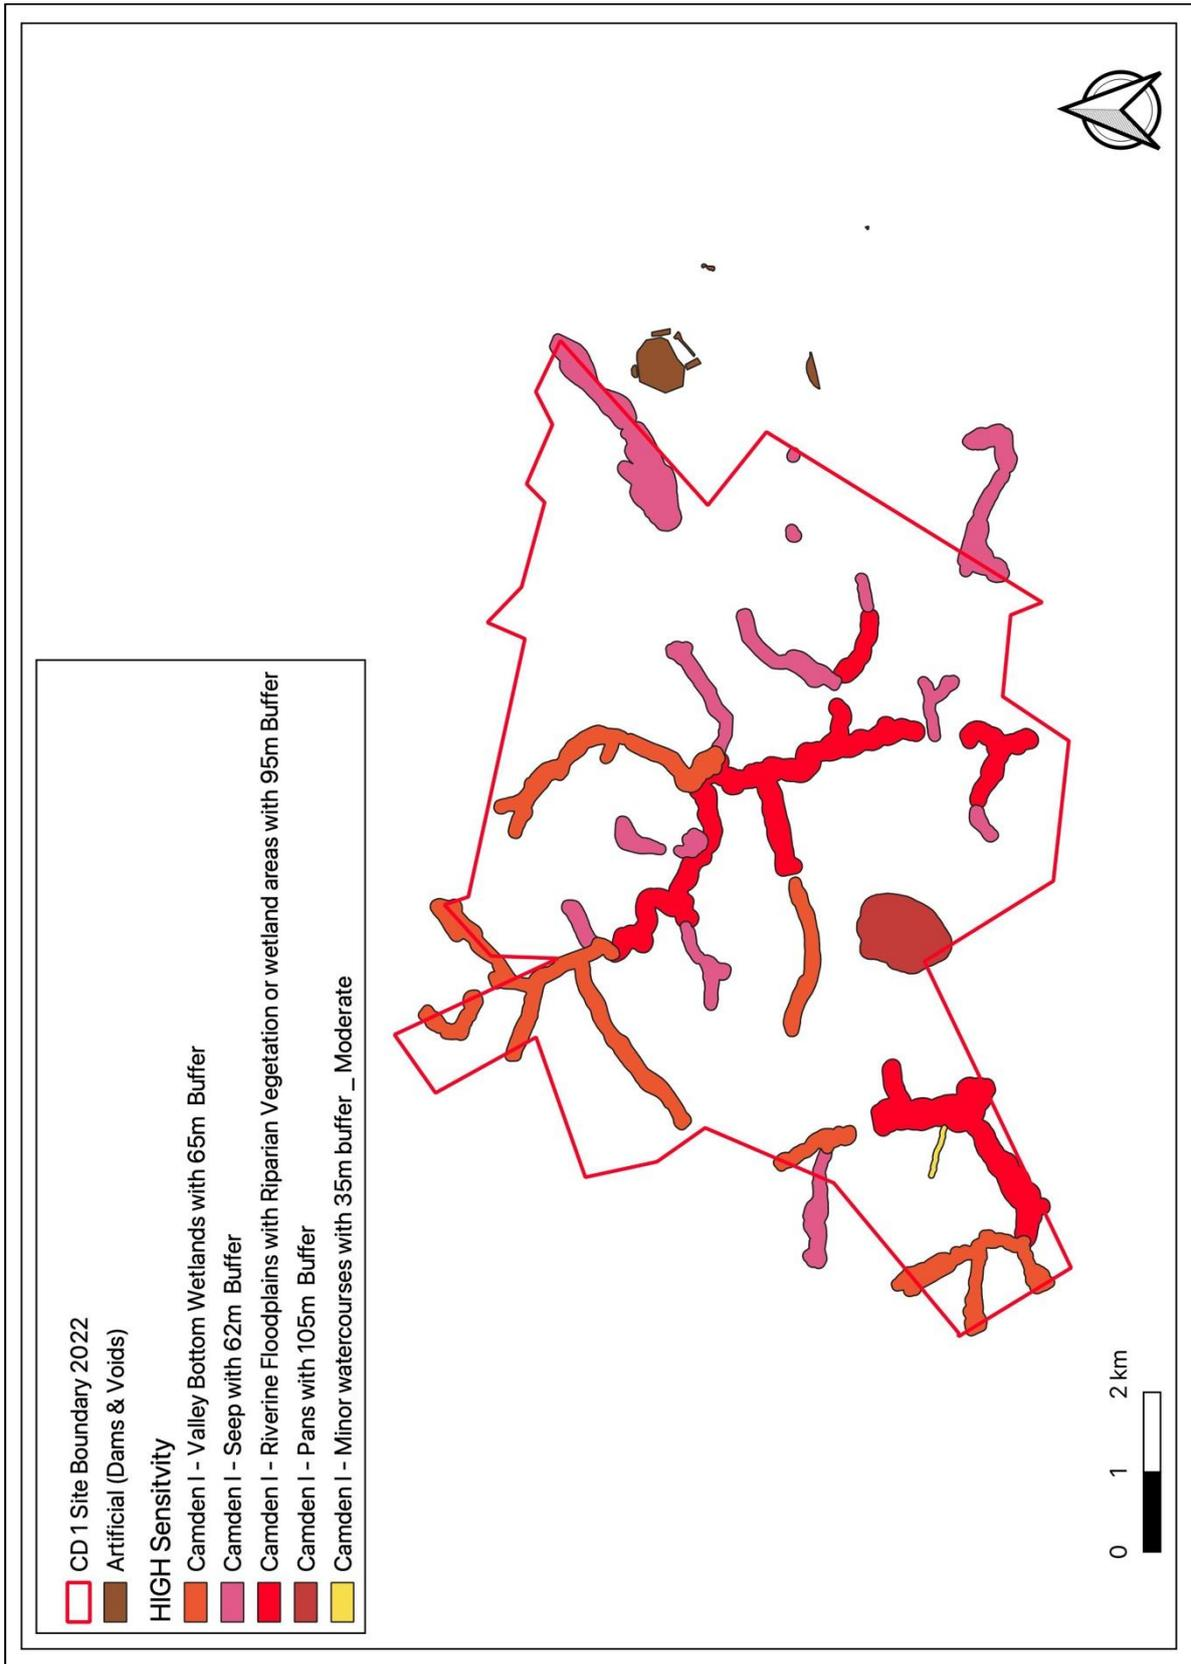 CD 1 Site Boundary 2022
Artificial (Dams & Voids)
HIGH Sensitvity
Camden I - Valley Bottom Wetlands with 65m Buffer
Camden I - Seep with 62m Buffer
Camden I - Riverine Floodplains with Riparian Vegetation or wetland areas with 95m Buffer
Camden I - Pans with 105m Buffer
Camden I - Minor watercourses with 35m buffer _ Moderate
0 1 2 km